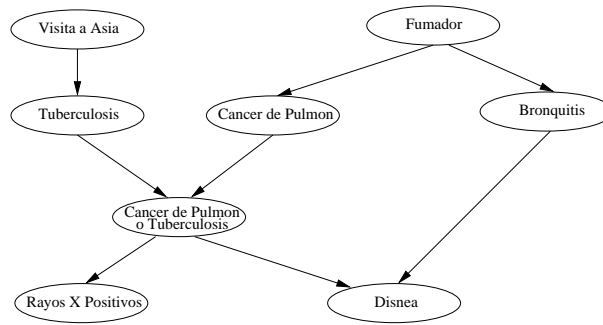 Visita a Asia
Fumador
Tuberculosis
Cancer de Pulmon
Bronquitis
Cancer de Pulmon
o Tuberculosis
Rayos X Positivos
Disnea